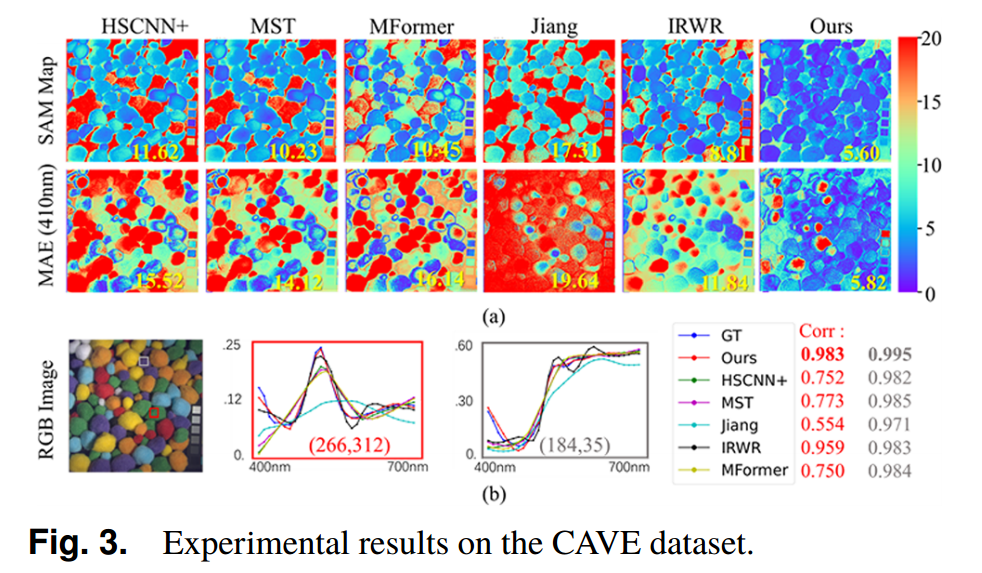 HSCNN+ MST MFormer Jiang IRWR Ours
SAM Map
11.62 10.23 10.45 17.31 8.81 5.60
MAE (410nm)
15.52 14.12 16.14 19.64 11.84 5.82
20
15
10
5
0
(a)
RGB Image
.25
.12
0.
400nm 700nm
(266,312)
.60
.30
0.
400nm 700nm
(184,35)
Corr :
GT
Ours 0.983 0.995
HSCNN+ 0.752 0.982
MST 0.773 0.985
Jiang 0.554 0.971
IRWR 0.959 0.983
MFormer 0.750 0.984
(b)
Fig. 3. Experimental results on the CAVE dataset.